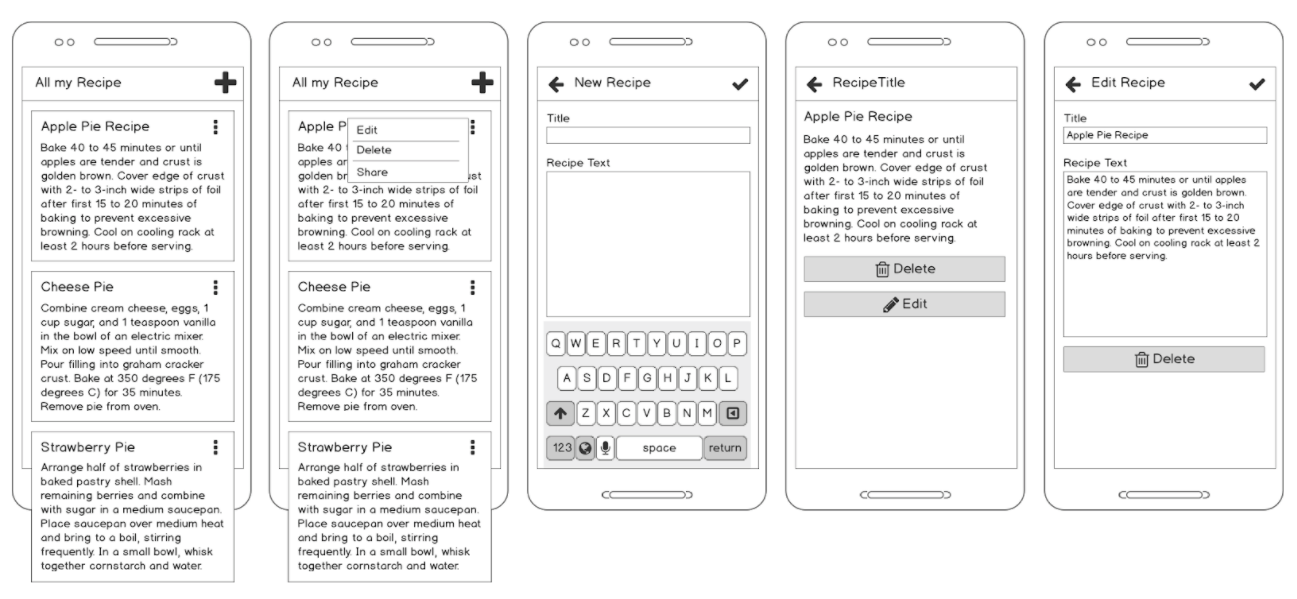 All my Recipe
Apple Pie Recipe
Bake 40 to 45 minutes or until
apples are tender and crust is
golden brown. Cover edge of crust
with 2- to 3-inch wide strips of foil
after first 15 to 20 minutes of
baking to prevent excessive
browning. Cool on cooling rack at
least 2 hours before serving.
Cheese Pie
Combine cream cheese, eggs, 1
cup sugar, and 1 teaspoon vanilla
in the bowl of an electric mixer.
Mix on low speed until smooth.
Pour filling into graham cracker
crust. Bake at 350 degrees F (175
degrees C) for 35 minutes.
Remove pie from oven.
Strawberry Pie
Arrange half of strawberries in
baked pastry shell. Mash
remaining berries and combine
with sugar in a medium saucepan.
Place saucepan over medium heat
and bring to a boil, stirring
frequently. In a small bowl, whisk
together cornstarch and water.
All my Recipe
Apple P
Edit
Delete
Share
Bake 40
apples ar
golden br
ust
with 2- to 3-inch wide strips of foil
after first 15 to 20 minutes of
baking to prevent excessive
browning. Cool on cooling rack at
least 2 hours before serving.
Cheese Pie
Combine cream cheese, eggs, 1
cup sugar, and 1 teaspoon vanilla
in the bowl of an electric mixer.
Mix on low speed until smooth.
Pour filling into graham cracker
crust. Bake at 350 degrees F (175
degrees C) for 35 minutes.
Remove pie from oven.
Strawberry Pie
Arrange half of strawberries in
baked pastry shell. Mash
remaining berries and combine
with sugar in a medium saucepan.
Place saucepan over medium heat
and bring to a boil, stirring
frequently. In a small bowl, whisk
together cornstarch and water.
New Recipe
Title
Recipe Text
Q W E R T Y U I O P
A S D F G H J K L
Z X C V B N M
123 space return
RecipeTitle
Apple Pie Recipe
Bake 40 to 45 minutes or until
apples are tender and crust is
golden brown. Cover edge of crust
with 2- to 3-inch wide strips of foil
after first 15 to 20 minutes of
baking to prevent excessive
browning. Cool on cooling rack at
least 2 hours before serving.
Delete
Edit
Edit Recipe
Title
Apple Pie Recipe
Recipe Text
Bake 40 to 45 minutes or until apples
are tender and crust is golden brown.
Cover edge of crust with 2- to 3-inch
wide strips of foil after first 15 to 20
minutes of baking to prevent excessive
browning. Cool on cooling rack at least 2
hours before serving.
Delete